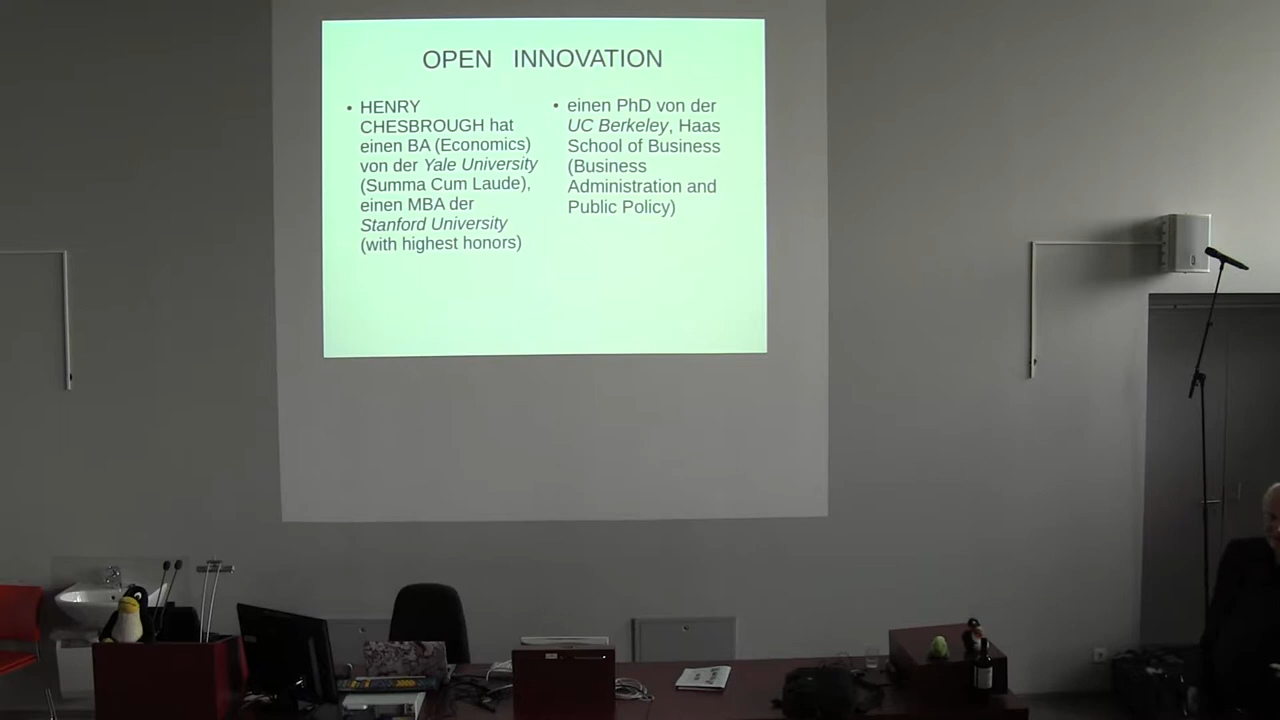 OPEN INNOVATION
• HENRY
CHESBROUGH hat
einen BA (Economics)
von der Yale University
(Summa Cum Laude),
einen MBA der
Stanford University
(with highest honors)
• einen PhD von der
UC Berkeley, Haas
School of Business
(Business
Administration and
Public Policy)